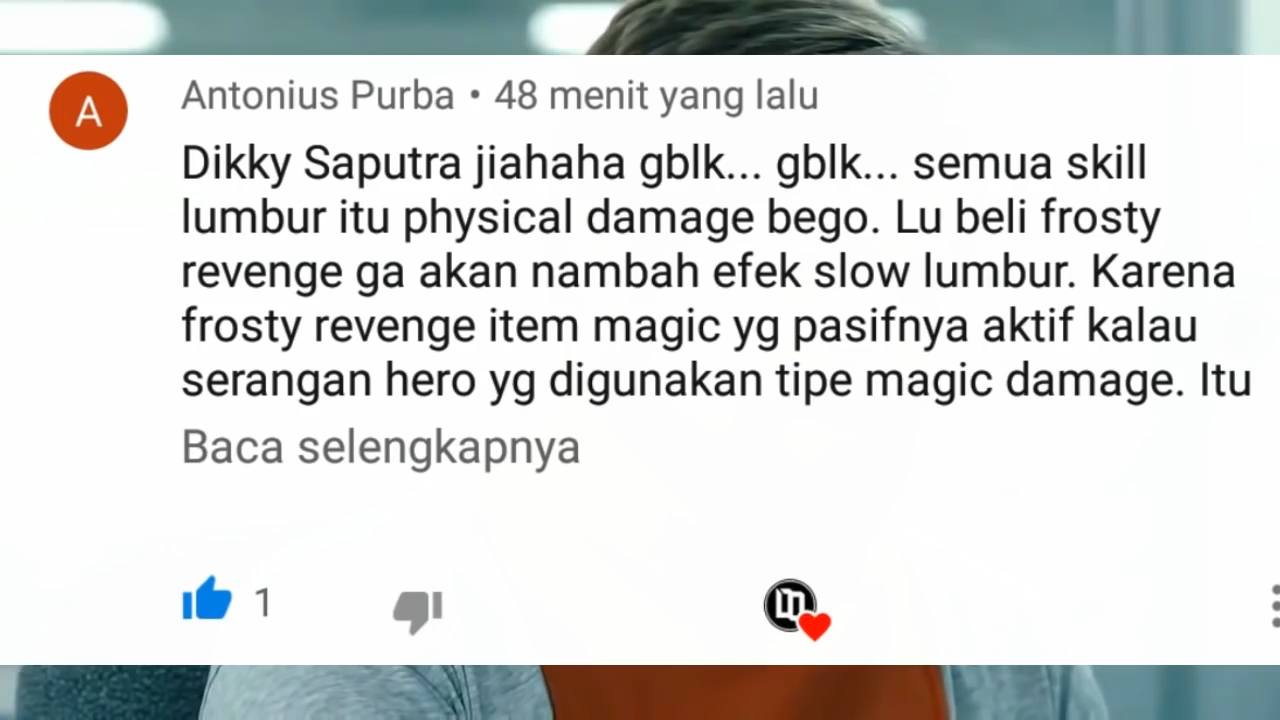 A
Antonius Purba • 48 menit yang lalu
Dikky Saputra jiahaha gblk... gblk... semua skill
lumbur itu physical damage bego. Lu beli frosty
revenge ga akan nambah efek slow lumbur. Karena
frosty revenge item magic yg pasifnya aktif kalau
serangan hero yg digunakan tipe magic damage. Itu
Baca selengkapnya
1